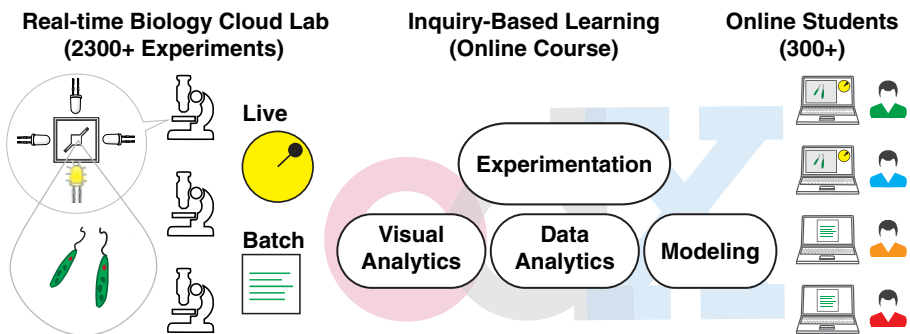 Real-time Biology Cloud Lab
(2300+ Experiments)
Inquiry-Based Learning
(Online Course)
Online Students
(300+)
Live
Batch
Experimentation
Visual
Analytics
Data
Analytics
Modeling